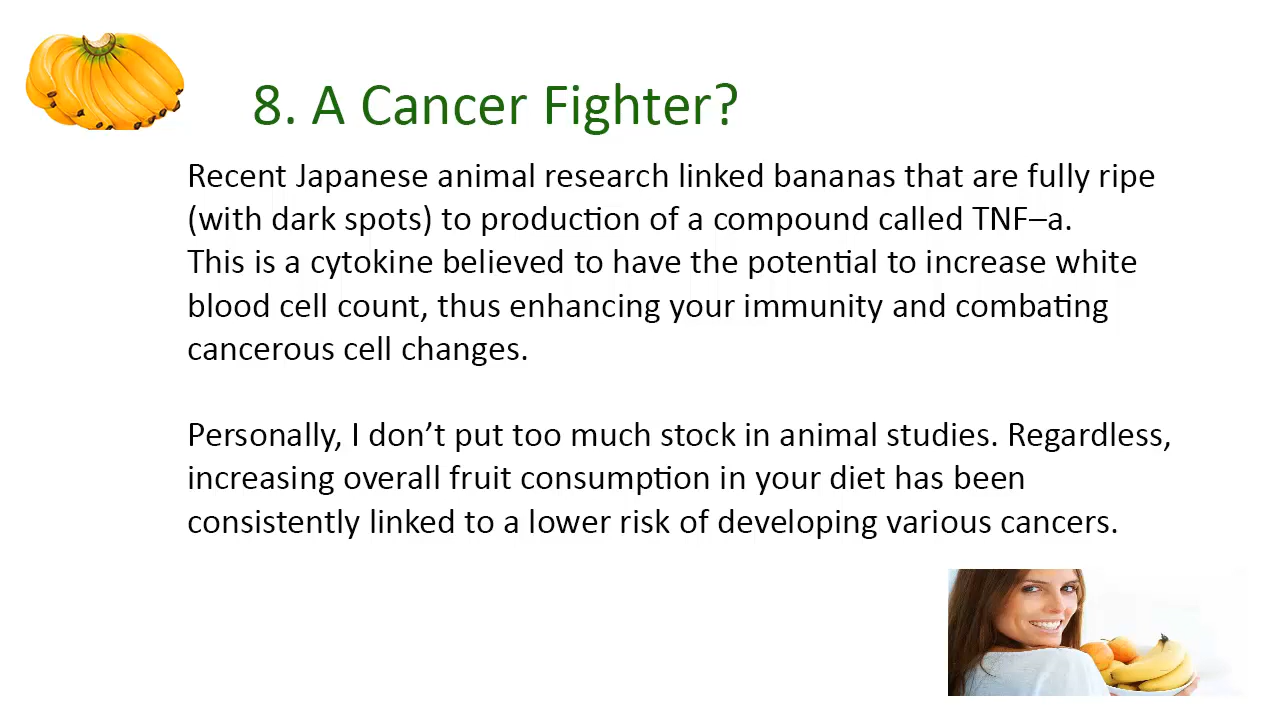 8. A Cancer Fighter?
Recent Japanese animal research linked bananas that are fully ripe
(with dark spots) to production of a compound called TNF–a.
This is a cytokine believed to have the potential to increase white
blood cell count, thus enhancing your immunity and combating
cancerous cell changes.
Personally, I don’t put too much stock in animal studies. Regardless,
increasing overall fruit consumption in your diet has been
consistently linked to a lower risk of developing various cancers.